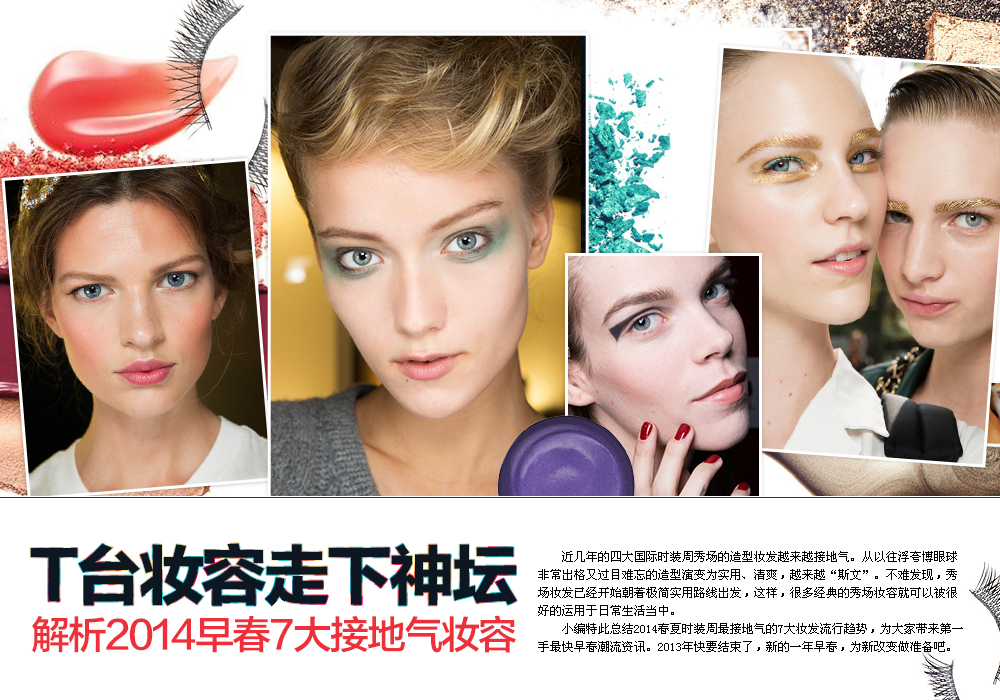 T台妆容走下神坛
解析2014早春7大接地气妆容
近几年的四大国际时装周秀场的造型妆发越来越接地气。从以往浮夸博眼球
非常出格又过目难忘的造型演变为实用、清爽，越来越“斯文”。不难发现，秀
场妆发已经开始朝着极简实用路线出发，这样，很多经典的秀场妆容就可以被很
好的运用于日常生活当中。
小编特此总结2014春夏时装周最接地气的7大妆发流行趋势，为大家带来第一
手最快早春潮流资讯。2013年快要结束了，新的一年早春，为新改变做准备吧。